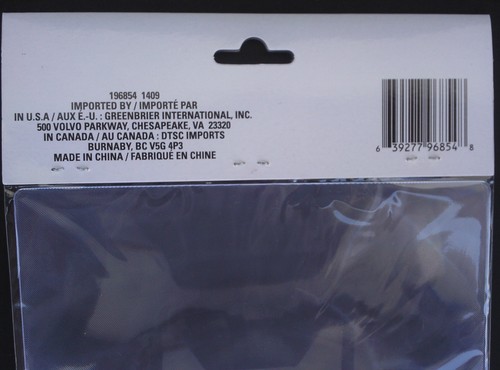 196854 1409
IMPORTED BY / IMPORTÉ PAR
IN U.S.A / AUX É.-U. : GREENBRIER INTERNATIONAL, INC.
500 VOLVO PARKWAY, CHESAPEAKE, VA 23320
IN CANADA / AU CANADA : DTSC IMPORTS
BURNABY, BC V5G 4P3
MADE IN CHINA / FABRIQUÉ EN CHINE
6 39277 96854 8